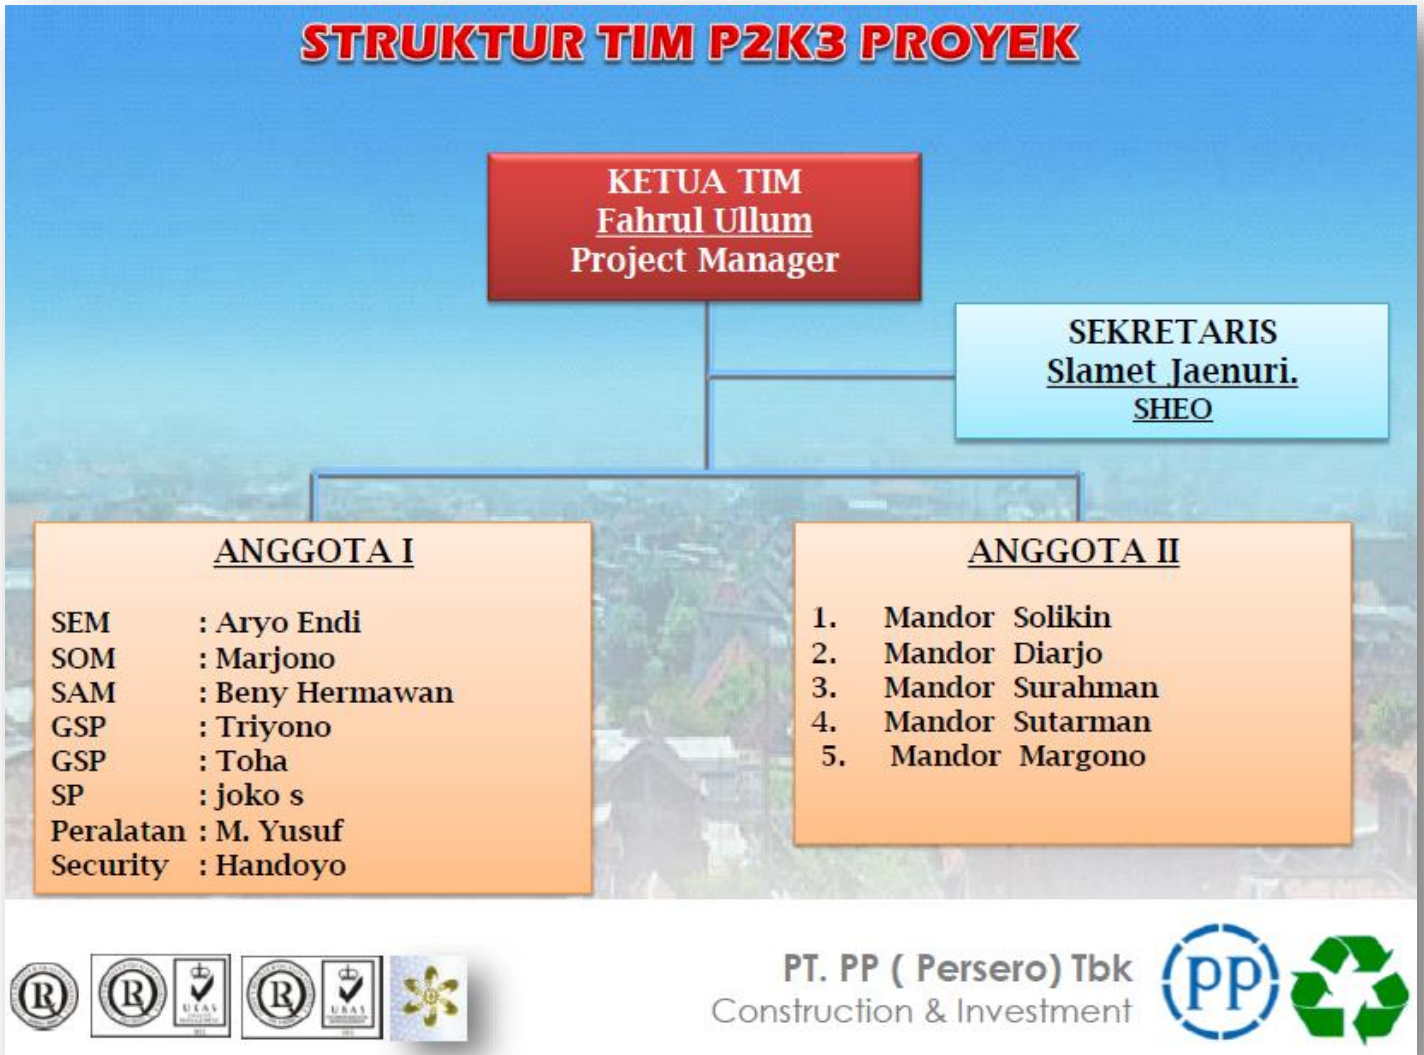 STRUKTUR TIM P2K3 PROYEK
KETUA TIM
Fahrul Ullum
Project Manager
SEKRETARIS
Slamet Jaenuri.
SHEO
ANGGOTA I
SEM : Aryo Endi
SOM : Marjono
SAM : Beny Hermawan
GSP : Triyono
GSP : Toha
SP : joko s
Peralatan : M. Yusuf
Security : Handoyo
ANGGOTA II
1. Mandor Solikin
2. Mandor Diarjo
3. Mandor Surahman
4. Mandor Sutarman
5. Mandor Margono
R
R
UKAS
R
UKAS
PT. PP ( Persero) Tbk
Construction & Investment
PP